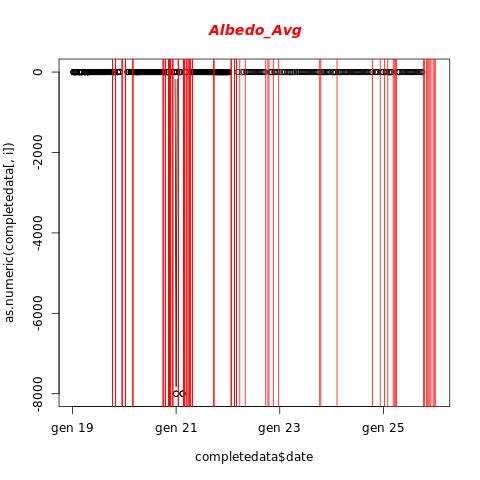 Albedo_Avg
as.numeric(completedata[, i])
0
-2000
-4000
-6000
-8000
gen 19
gen 21
gen 23
gen 25
completedata$date